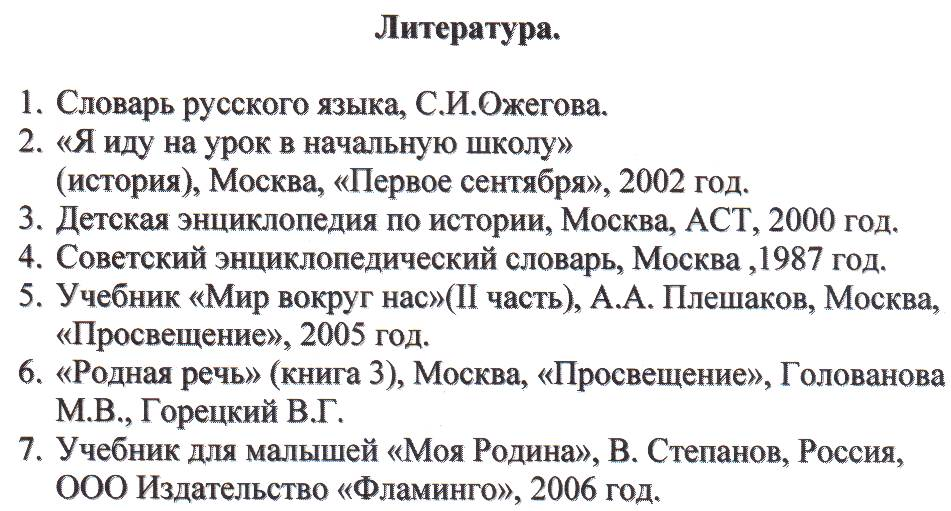 Литература.
1. Словарь русского языка, С.И.Ожегова.
2. «Я иду на урок в начальную школу»
(история), Москва, «Первое сентября», 2002 год.
3. Детская энциклопедия по истории, Москва, АСТ, 2000 год.
4. Советский энциклопедический словарь, Москва ,1987 год.
5. Учебник «Мир вокруг нас»(II часть), А.А. Плешаков, Москва,
«Просвещение», 2005 год.
6. «Родная речь» (книга 3), Москва, «Просвещение», Голованова
М.В., Горецкий В.Г.
7. Учебник для малышей «Моя Родина», В. Степанов, Россия,
ООО Издательство «Фламинго», 2006 год.